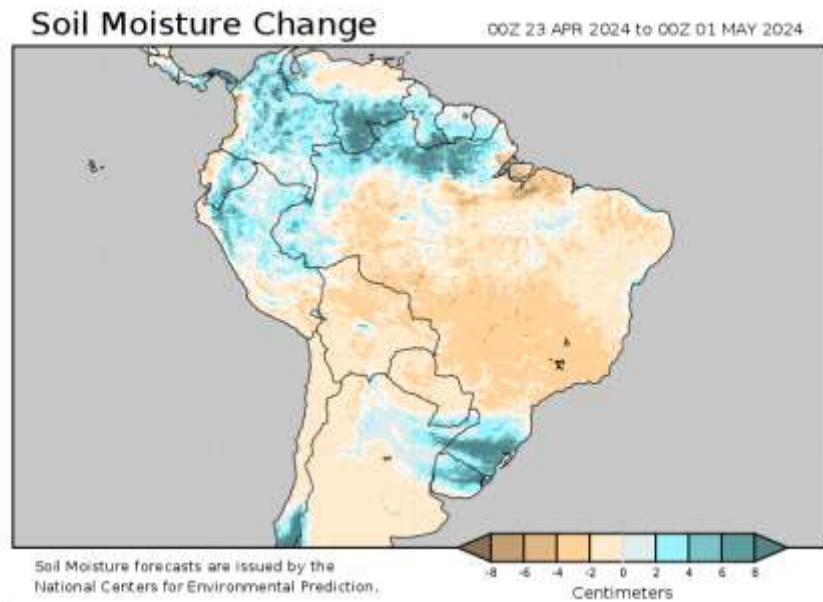 Soil Moisture Change
00Z 23 APR 2024 to 00Z 01 MAY 2024
-8 -6 -4 -2 0 2 4 6 8
Centimeters
Soil Moisture forecasts are issued by the
National Centers for Environmental Prediction.